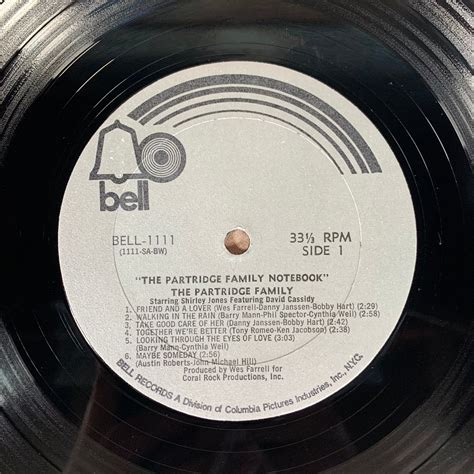 bell
BELL-1111
(1111-SA-BW)
33⅓ RPM
SIDE 1
"THE PARTRIDGE FAMILY NOTEBOOK"
THE PARTRIDGE FAMILY
Starring Shirley Jones Featuring David Cassidy
1. FRIEND AND A LOVER (Wes Farrell-Danny Janssen-Bobby Hart) (2:29)
2. WALKING IN THE RAIN (Barry Mann-Phil Spector-Cynthia Weil)
3. TAKE GOOD CARE OF HER (Danny Janssen-Bobby Hart) (2:42)
4. TOGETHER WE'RE BETTER (Tony Romeo-Ken Jacobson) (2:42)
5. LOOKING THROUGH THE EYES OF LOVE (3:03)
(Barry Mann-Cynthia Weil)
6. MAYBE SOMEDAY (2:56)
(Austin Roberts-John Michael Hill)
Produced by Wes Farrell for
Coral Rock Productions, Inc.
BELL RECORDS A Division of Columbia Pictures Industries, Inc., N.Y.C.